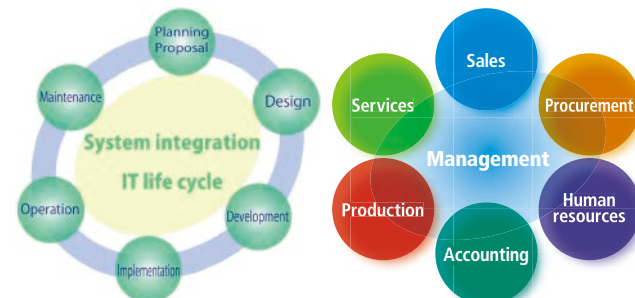 Planning
Proposal
Design
Development
Implementation
Operation
Maintenance
System integration
IT life cycle
Sales
Procurement
Human
resources
Accounting
Production
Services
Management